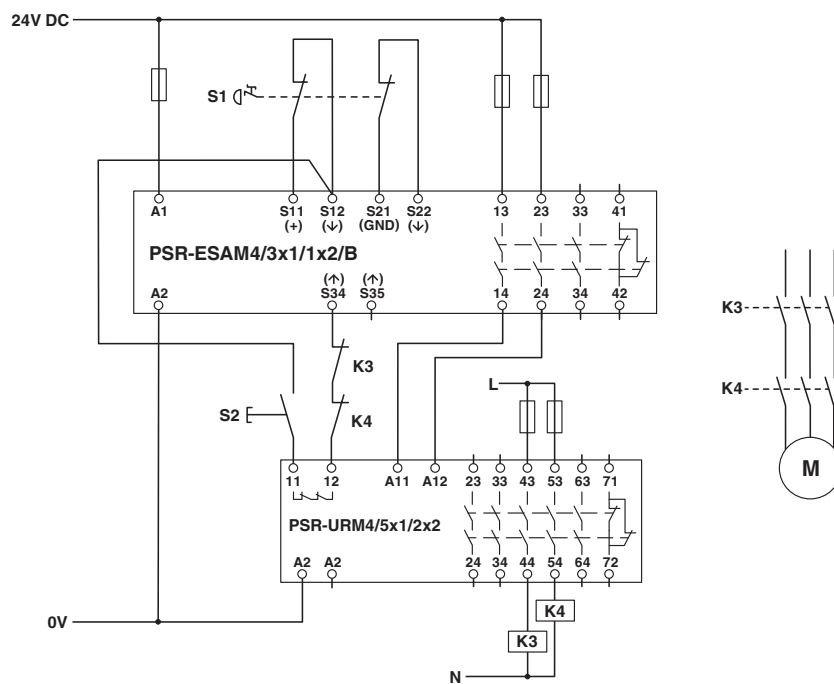 24V DC
S1
A1 S11 S12 S21 S22 13 23 33 41
(+) (↓) (GND) (↓)
PSR-ESAM4/3x1/1x2/B
(↑) (↑)
A2 S34 S35 14 24 34 42
K3
K3
K4
L
K4
S2
M
11 12 A11 A12 23 33 43 53 63 71
PSR-URM4/5x1/2x2
A2 A2 24 34 44 54 64 72
K4
0V
K3
N